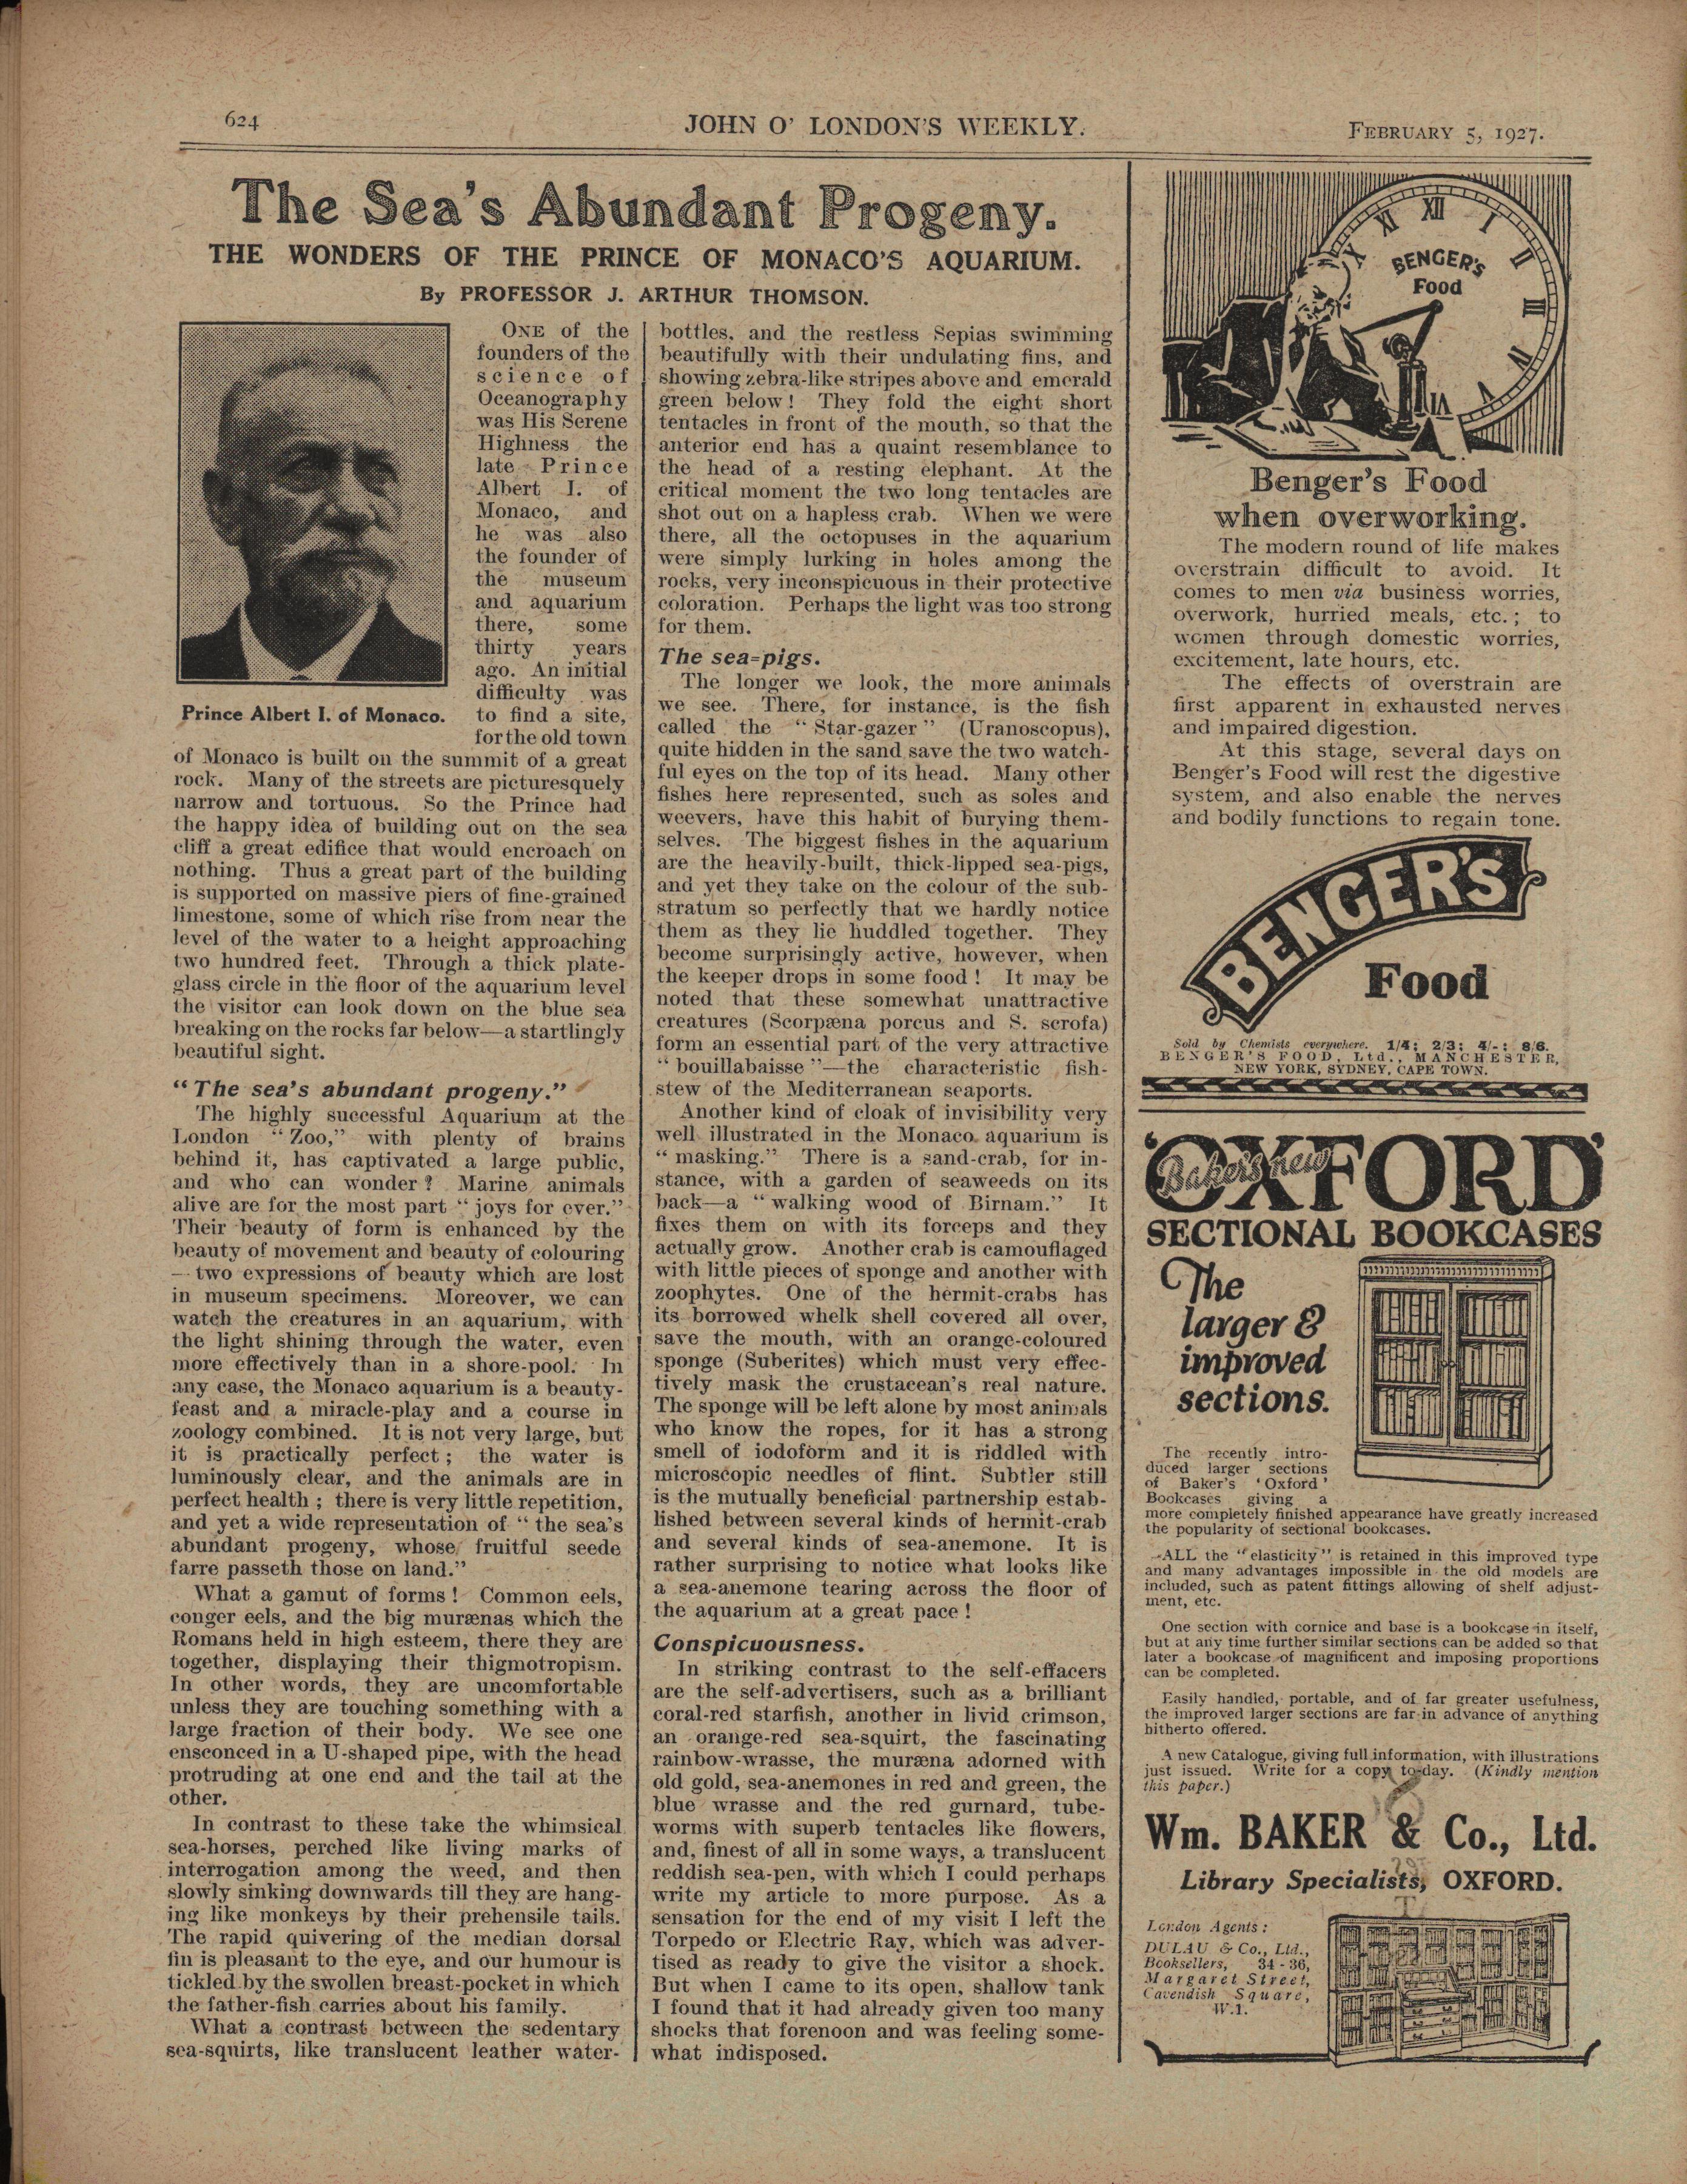 624
JOHN O' LONDON'S WEEKLY.
FEBRUARY 5, 1927.
The Sea's Abundant Progeny.
THE WONDERS OF THE PRINCE OF MONACO'S AQUARIUM.
By PROFESSOR J. ARTHUR THOMSON.
Prince Albert I. of Monaco.
ONE of the
founders of the
science of
Oceanography
was His Serene
Highness the
late Prince
Albert I. of
Monaco, and
he was also
the founder of
the museum
and aquarium
there, some
thirty years
ago. An initial
difficulty was
to find a site,
for the old town
of Monaco is built on the summit of a great
rock. Many of the streets are picturesquely
narrow and tortuous. So the Prince had
the happy idea of building out on the sea
cliff a great edifice that would encroach on
nothing. Thus a great part of the building
is supported on massive piers of fine-grained
limestone, some of which rise from near the
level of the water to a height approaching
two hundred feet. Through a thick plate-
glass circle in the floor of the aquarium level
the visitor can look down on the blue sea
breaking on the rocks far below—a startlingly
beautiful sight.
"The sea's abundant progeny."
The highly successful Aquarium at the
London "Zoo," with plenty of brains
behind it, has captivated a large public,
and who can wonder? Marine animals
alive are for the most part "joys for ever."
Their beauty of form is enhanced by the
beauty of movement and beauty of colouring
—two expressions of beauty which are lost
in museum specimens. Moreover, we can
watch the creatures in an aquarium, with
the light shining through the water, even
more effectively than in a shore-pool. In
any case, the Monaco aquarium is a beauty-
feast and a miracle-play and a course in
zoology combined. It is not very large, but
it is practically perfect; the water is
luminously clear, and the animals are in
perfect health; there is very little repetition,
and yet a wide representation of "the sea's
abundant progeny, whose fruitful seede
farre passeth those on land."
What a gamut of forms! Common eels,
conger eels, and the big murænas which the
Romans held in high esteem, there they are
together, displaying their thigmotropism.
In other words, they are uncomfortable
unless they are touching something with a
large fraction of their body. We see one
ensconced in a U-shaped pipe, with the head
protruding at one end and the tail at the
other.
In contrast to these take the whimsical
sea-horses, perched like living marks of
interrogation among the weed, and then
slowly sinking downwards till they are hang-
ing like monkeys by their prehensile tails.
The rapid quivering of the median dorsal
fin is pleasant to the eye, and our humour is
tickled by the swollen breast-pocket in which
the father-fish carries about his family.
What a contrast between the sedentary
sea-squirts, like translucent leather water-
bottles, and the restless Sepias swimming
beautifully with their undulating fins, and
showing zebra-like stripes above and emerald
green below! They fold the eight short
tentacles in front of the mouth, so that the
anterior end has a quaint resemblance to
the head of a resting elephant. At the
critical moment the two long tentacles are
shot out on a hapless crab. When we were
there, all the octopuses in the aquarium
were simply lurking in holes among the
rocks, very inconspicuous in their protective
coloration. Perhaps the light was too strong
for them.
The sea-pigs.
The longer we look, the more animals
we see. There, for instance, is the fish
called the "Star-gazer" (Uranoscopus),
quite hidden in the sand save the two watch-
ful eyes on the top of its head. Many other
fishes here represented, such as soles and
weevers, have this habit of burying them-
selves. The biggest fishes in the aquarium
are the heavily-built, thick-lipped sea-pigs,
and yet they take on the colour of the sub-
stratum so perfectly that we hardly notice
them as they lie huddled together. They
become surprisingly active, however, when
the keeper drops in some food! It may be
noted that these somewhat unattractive
creatures (Scorpæna porcus and S. scrofa)
form an essential part of the very attractive
"bouillabaisse"—the characteristic fish-
stew of the Mediterranean seaports.
Another kind of cloak of invisibility very
well illustrated in the Monaco aquarium is
"masking." There is a sand-crab, for in-
stance, with a garden of seaweeds on its
back—a "walking wood of Birnam." It
fixes them on with its forceps and they
actually grow. Another crab is camouflaged
with little pieces of sponge and another with
zoophytes. One of the hermit-crabs has
its borrowed whelk shell covered all over,
save the mouth, with an orange-coloured
sponge (Suberites) which must very effec-
tively mask the crustacean's real nature.
The sponge will be left alone by most animals
who know the ropes, for it has a strong
smell of iodoform and it is riddled with
microscopic needles of flint. Subtler still
is the mutually beneficial partnership estab-
lished between several kinds of hermit-crab
and several kinds of sea-anemone. It is
rather surprising to notice what looks like
a sea-anemone tearing across the floor of
the aquarium at a great pace!
Conspicuousness.
In striking contrast to the self-effacers
are the self-advertisers, such as a brilliant
coral-red starfish, another in livid crimson,
an orange-red sea-squirt, the fascinating
rainbow-wrasse, the muræna adorned with
old gold, sea-anemones in red and green, the
blue wrasse and the red gurnard, tube-
worms with superb tentacles like flowers,
and, finest of all in some ways, a translucent
reddish sea-pen, with which I could perhaps
write my article to more purpose. As a
sensation for the end of my visit I left the
Torpedo or Electric Ray, which was adver-
tised as ready to give the visitor a shock.
But when I came to its open, shallow tank
I found that it had already given too many
shocks that forenoon and was feeling some-
what indisposed.
X XI XII I II III IV
BENGER'S
Food
Benger's Food
when overworking.
The modern round of life makes
overstrain difficult to avoid. It
comes to men via business worries,
overwork, hurried meals, etc.; to
women through domestic worries,
excitement, late hours, etc.
The effects of overstrain are
first apparent in exhausted nerves
and impaired digestion.
At this stage, several days on
Benger's Food will rest the digestive
system, and also enable the nerves
and bodily functions to regain tone.
BENGER'S
Food
Sold by Chemists everywhere. 1/4; 2/3; 4/-; 8/6.
BENGER'S FOOD, Ltd., MANCHESTER,
NEW YORK, SYDNEY, CAPE TOWN.
Baker's new
'OXFORD'
SECTIONAL BOOKCASES
The
larger &
improved
sections.
The recently intro-
duced larger sections
of Baker's 'Oxford'
Bookcases giving a
more completely finished appearance have greatly increased
the popularity of sectional bookcases.
ALL the "elasticity" is retained in this improved type
and many advantages impossible in the old models are
included, such as patent fittings allowing of shelf adjust-
ment, etc.
One section with cornice and base is a bookcase in itself,
but at any time further similar sections can be added so that
later a bookcase of magnificent and imposing proportions
can be completed.
Easily handled, portable, and of far greater usefulness,
the improved larger sections are far in advance of anything
hitherto offered.
A new Catalogue, giving full information, with illustrations
just issued. Write for a copy to-day. (Kindly mention
this paper.)
Wm. BAKER & Co., Ltd.
Library Specialists, OXFORD.
London Agents:
DULAU & Co., Ltd.,
Booksellers, 34-36,
Margaret Street,
Cavendish Square,
W.1.